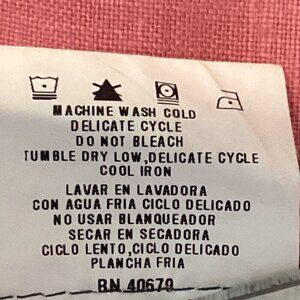 MACHINE WASH COLD
DELICATE CYCLE
DO NOT BLEACH
TUMBLE DRY LOW, DELICATE CYCLE
COOL IRON
LAVAR EN LAVADORA
CON AGUA FRIA CICLO DELICADO
NO USAR BLANQUEADOR
SECAR EN SECADORA
CICLO LENTO, CICLO DELICADO
PLANCHA FRIA
RN 40679